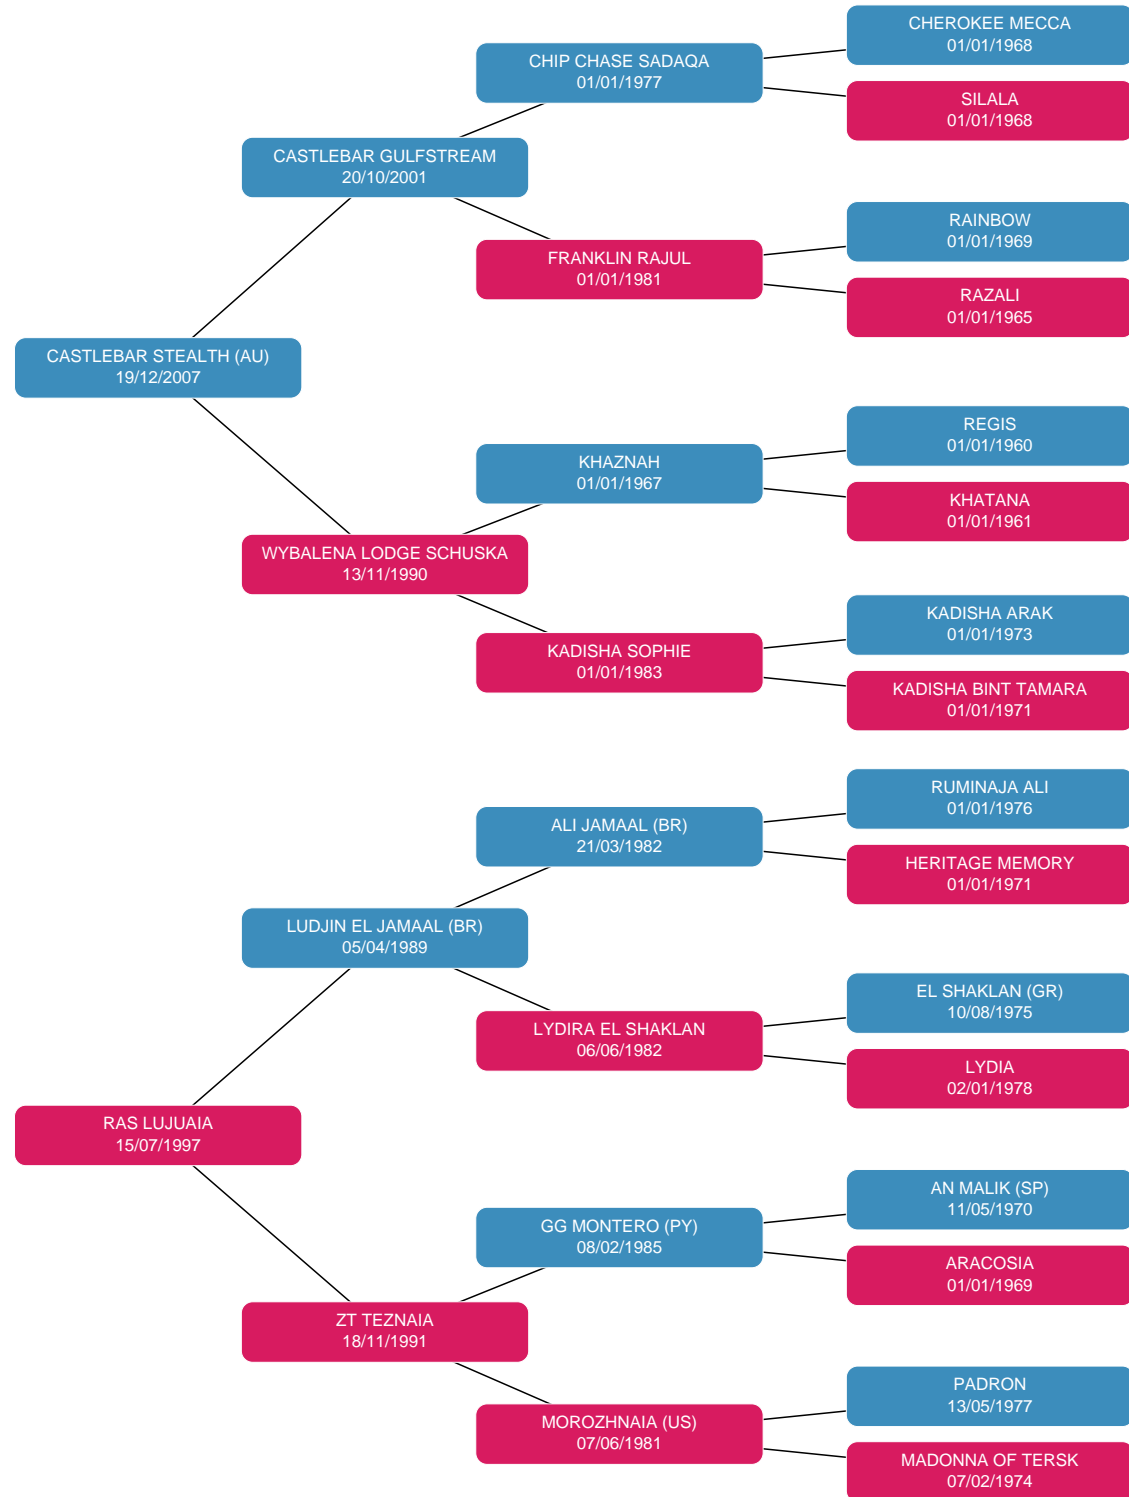 CHEROKEE MECCA
01/01/1968
CHIP CHASE SADAQA
01/01/1977
SILALA
01/01/1968
CASTLEBAR GULFSTREAM
20/10/2001
RAINBOW
01/01/1969
FRANKLIN RAJUL
01/01/1981
RAZALI
01/01/1965
CASTLEBAR STEALTH (AU)
19/12/2007
REGIS
01/01/1960
KHAZNAH
01/01/1967
KHATANA
01/01/1961
WYBALENA LODGE SCHUSKA
13/11/1990
KADISHA ARAK
01/01/1973
KADISHA SOPHIE
01/01/1983
KADISHA BINT TAMARA
01/01/1971
RUMINAJA ALI
01/01/1976
ALI JAMAAL (BR)
21/03/1982
HERITAGE MEMORY
01/01/1971
LUDJIN EL JAMAAL (BR)
05/04/1989
EL SHAKLAN (GR)
10/08/1975
LYDIRA EL SHAKLAN
06/06/1982
LYDIA
02/01/1978
RAS LUJUAIA
15/07/1997
AN MALIK (SP)
11/05/1970
GG MONTERO (PY)
08/02/1985
ARACOSIA
01/01/1969
ZT TEZNAIA
18/11/1991
PADRON
13/05/1977
MOROZHNAIA (US)
07/06/1981
MADONNA OF TERSK
07/02/1974